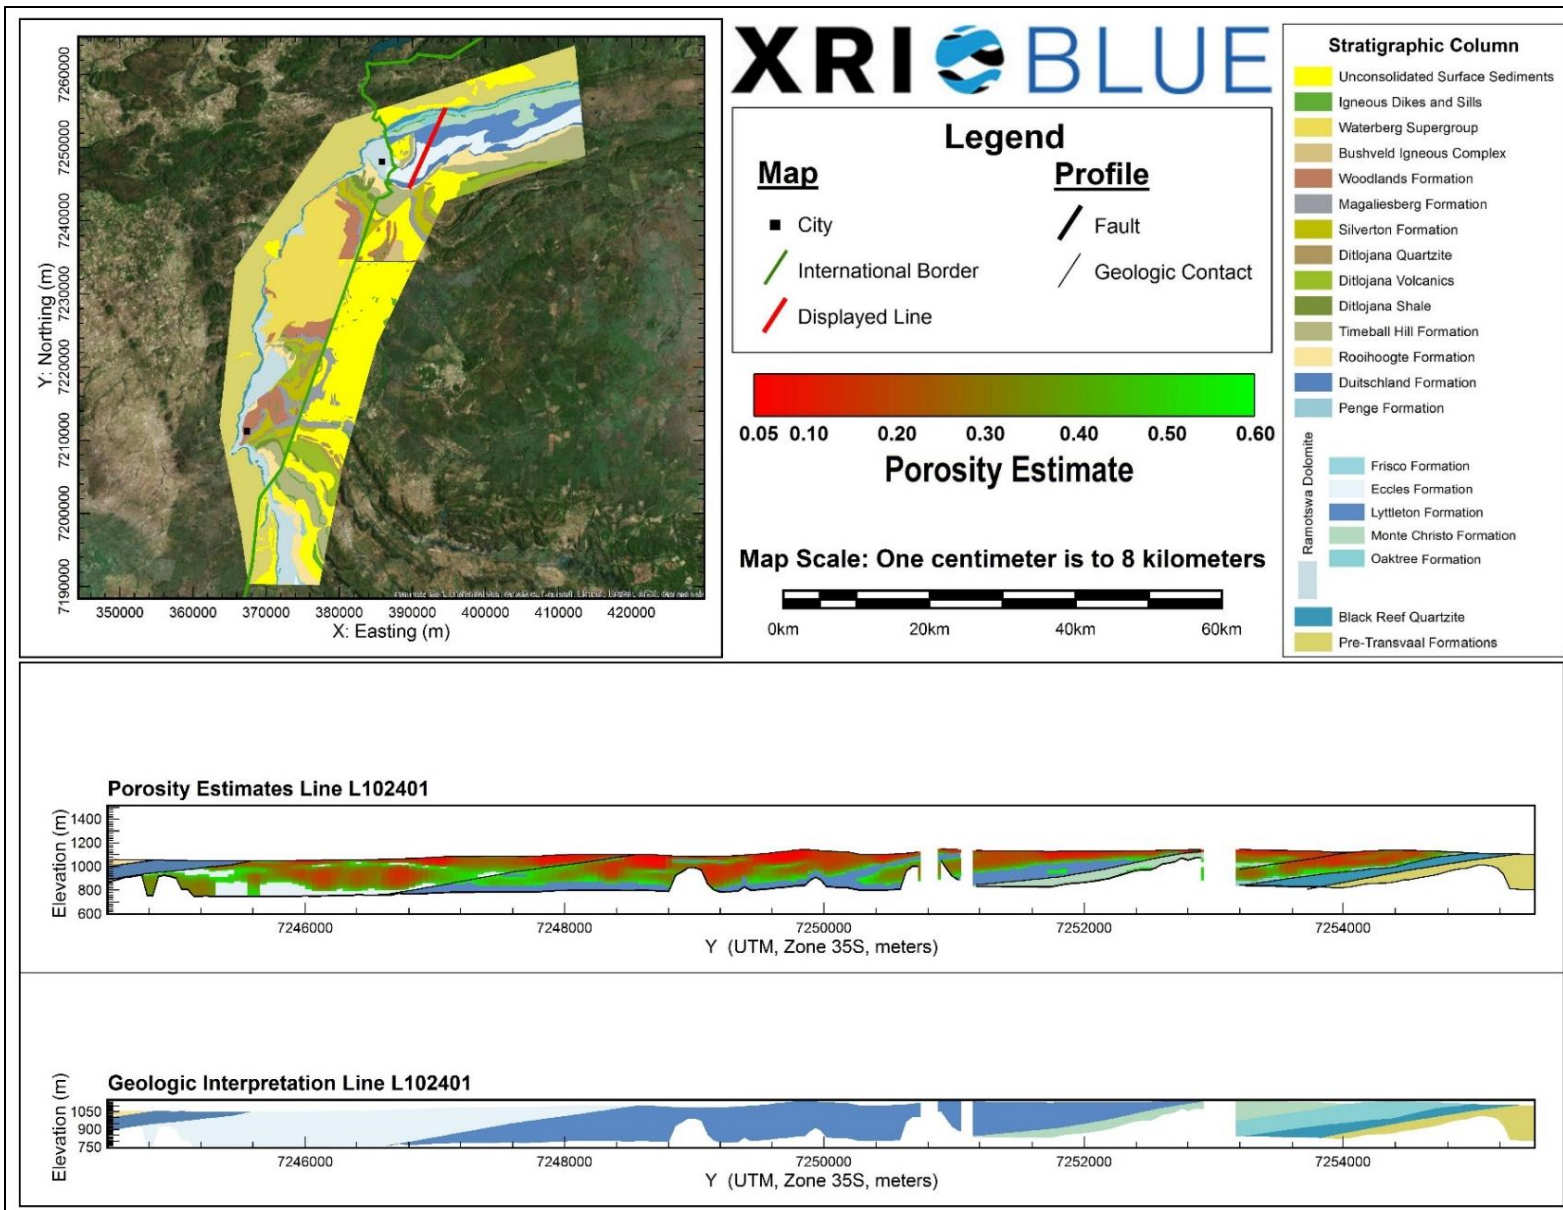 XRI BLUE
Y: Northing (m)
7260000
7250000
7240000
7230000
7220000
7210000
7200000
7190000
350000 360000 370000 380000 390000 400000 410000 420000
X: Easting (m)
Legend
Map
City
International Border
Displayed Line
Profile
Fault
Geologic Contact
0.05 0.10 0.20 0.30 0.40 0.50 0.60
Porosity Estimate
Map Scale: One centimeter is to 8 kilometers
0km 20km 40km 60km
Stratigraphic Column
Unconsolidated Surface Sediments
Igneous Dikes and Sills
Waterberg Supergroup
Bushveld Igneous Complex
Woodlands Formation
Magaliesberg Formation
Silverton Formation
Ditlojana Quartzite
Ditlojana Volcanics
Ditlojana Shale
Timeball Hill Formation
Rooihoogte Formation
Duitschland Formation
Penge Formation
Ramotswa Dolomite
Frisco Formation
Eccles Formation
Lyttleton Formation
Monte Christo Formation
Oaktree Formation
Black Reef Quartzite
Pre-Transvaal Formations
Porosity Estimates Line L102401
Elevation (m)
1400
1200
1000
800
600
7246000 7248000 7250000 7252000 7254000
Y (UTM, Zone 35S, meters)
Geologic Interpretation Line L102401
Elevation (m)
1050
900
750
7246000 7248000 7250000 7252000 7254000
Y (UTM, Zone 35S, meters)